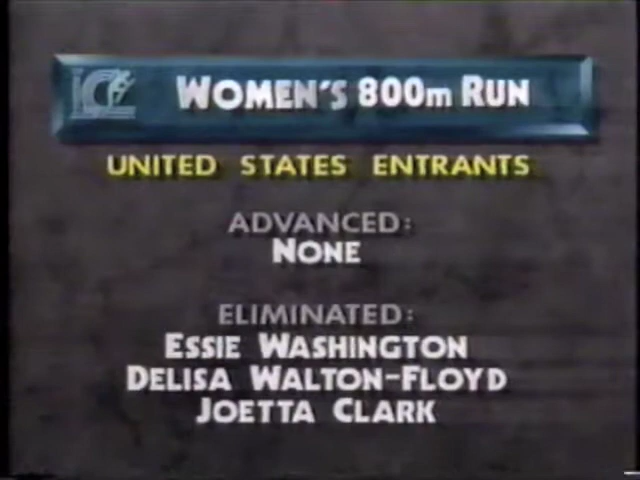 WOMEN'S 800m RUN
UNITED STATES ENTRANTS
ADVANCED:
NONE
ELIMINATED:
ESSIE WASHINGTON
DELISA WALTON-FLOYD
JOETTA CLARK